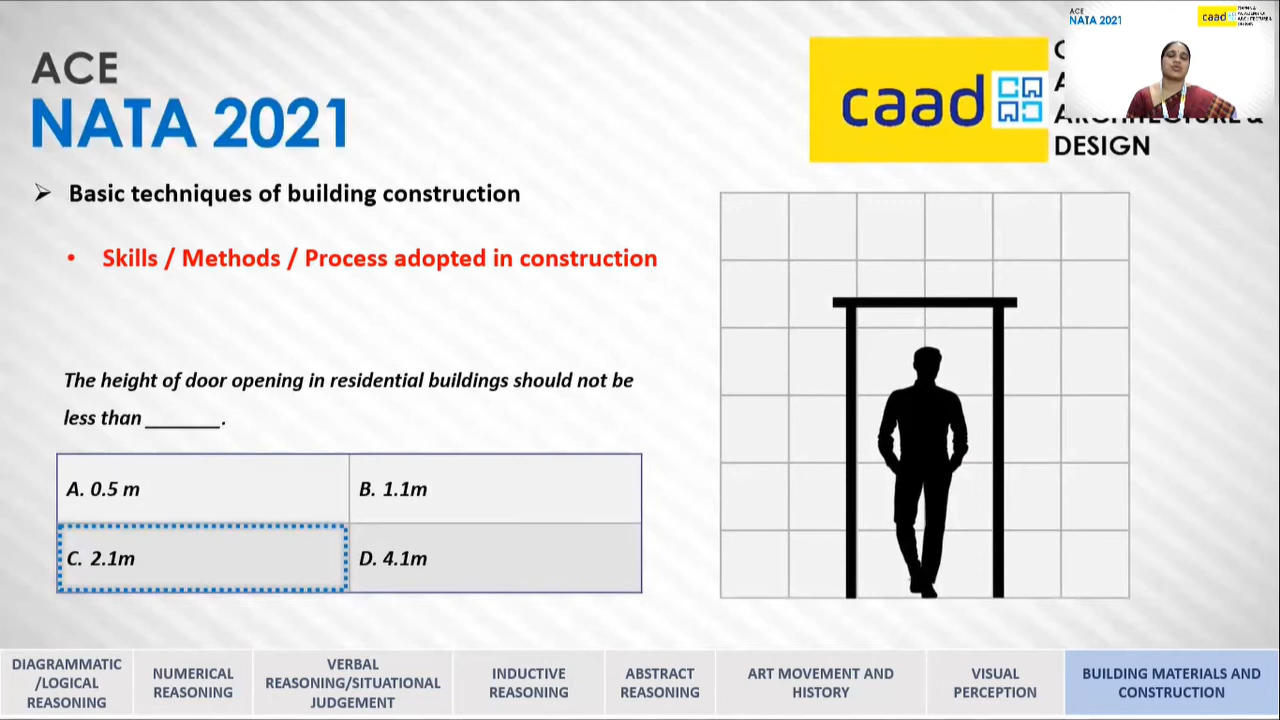 ACE
NATA 2021
caad
ACE
NATA 2021
caad
DESIGN
➢ Basic techniques of building construction
• Skills / Methods / Process adopted in construction
The height of door opening in residential buildings should not be
less than _______.
A. 0.5 m
B. 1.1m
C. 2.1m
D. 4.1m
DIAGRAMMATIC
/LOGICAL
REASONING
NUMERICAL
REASONING
VERBAL
REASONING/SITUATIONAL
JUDGEMENT
INDUCTIVE
REASONING
ABSTRACT
REASONING
ART MOVEMENT AND
HISTORY
VISUAL
PERCEPTION
BUILDING MATERIALS AND
CONSTRUCTION